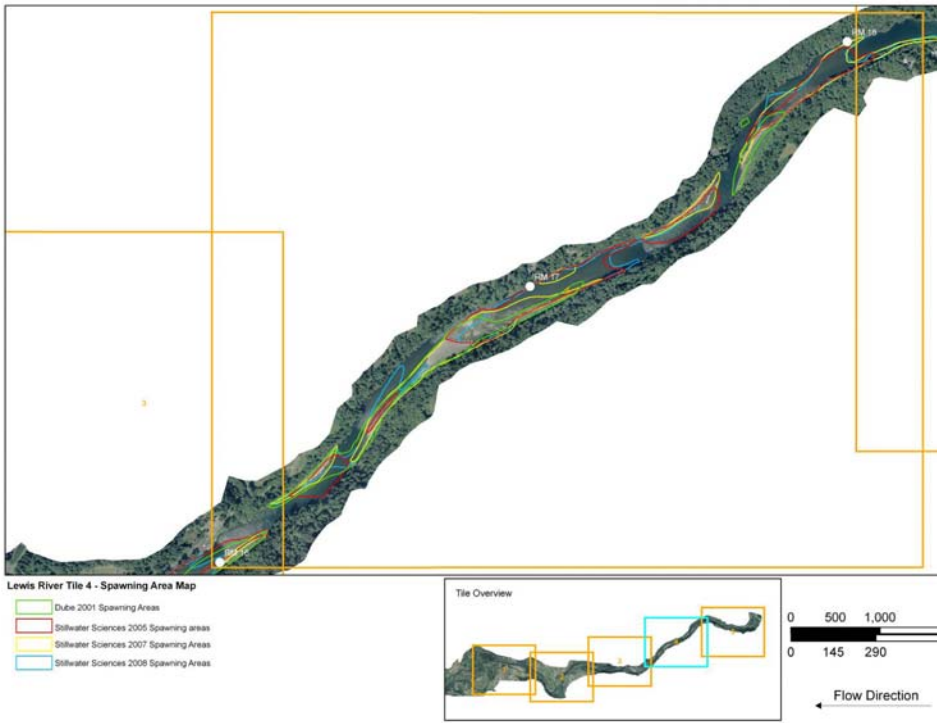 RM 18
RM 17
3
RM 16
Lewis River Tile 4 - Spawning Area Map
Dube 2001 Spawning Areas
Stillwater Sciences 2005 Spawning areas
Stillwater Sciences 2007 Spawning Areas
Stillwater Sciences 2008 Spawning Areas
Tile Overview
3
0 500 1,000
0 145 290
Flow Direction